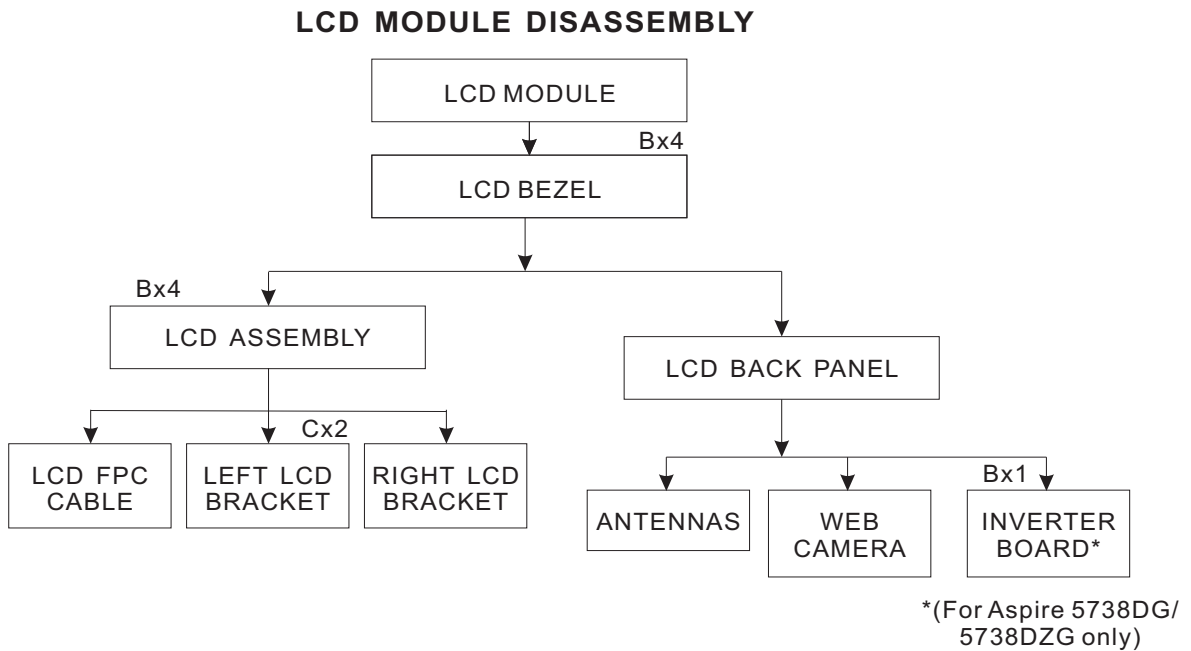 LCD MODULE DISASSEMBLY
LCD MODULE
Bx4
LCD BEZEL
Bx4
LCD ASSEMBLY
LCD BACK PANEL
Cx2
LCD FPC
CABLE
LEFT LCD
BRACKET
RIGHT LCD
BRACKET
ANTENNAS
WEB
CAMERA
Bx1
INVERTER
BOARD*
*(For Aspire 5738DG/
5738DZG only)